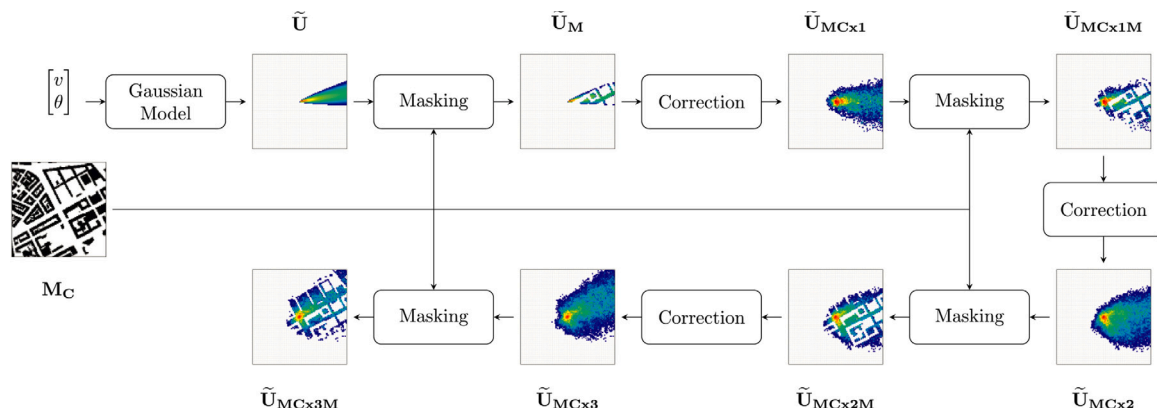 Ũ
Ũ_M
Ũ_MCx1
Ũ_MCx1M
[v
θ]
Gaussian
Model
Masking
Correction
Masking
Correction
M_C
Masking
Correction
Masking
Ũ_MCx3M
Ũ_MCx3
Ũ_MCx2M
Ũ_MCx2